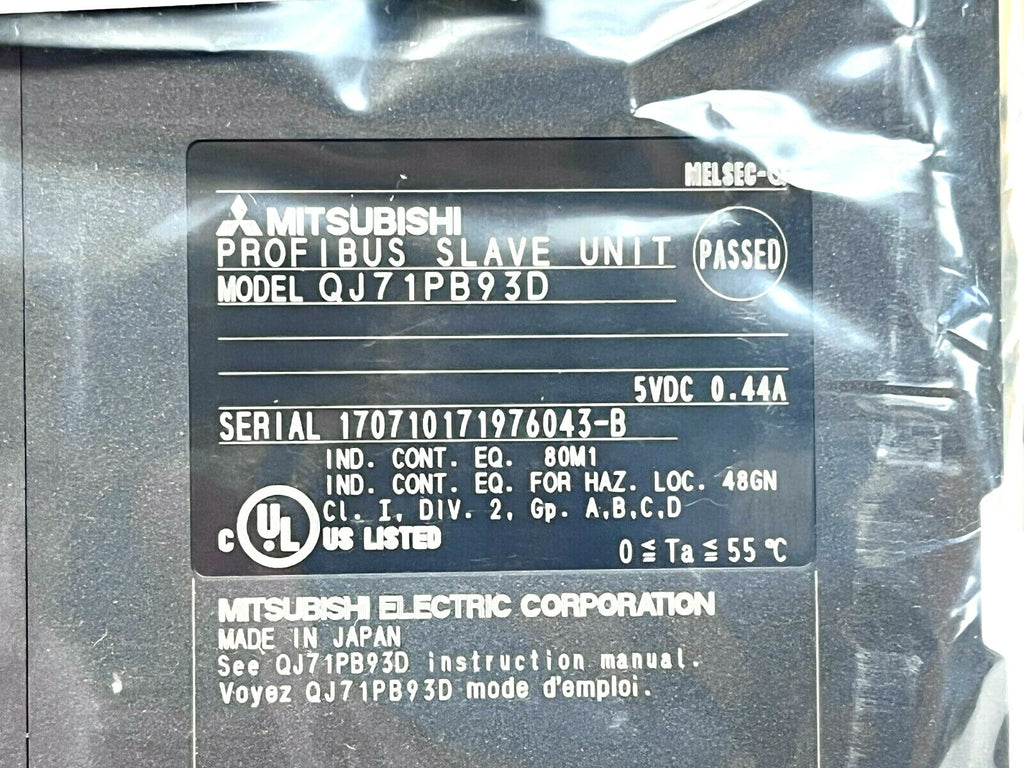 MELSEC-Q
MITSUBISHI
PROFIBUS SLAVE UNIT
PASSED
MODEL QJ71PB93D
5VDC 0.44A
SERIAL 170710171976043-B
IND. CONT. EQ. 80M1
IND. CONT. EQ. FOR HAZ. LOC. 48GN
Cl. I, DIV. 2, Gp. A,B,C,D
C UL US LISTED
0 ≦ Ta ≦ 55 ℃
MITSUBISHI ELECTRIC CORPORATION
MADE IN JAPAN
See QJ71PB93D instruction manual.
Voyez QJ71PB93D mode d'emploi.